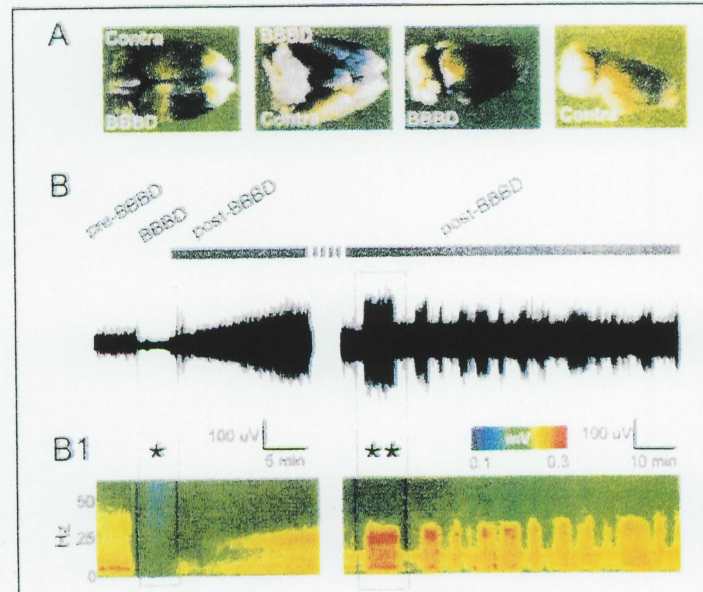 A
Contra BBBD BBBD Contra
BBBD Contra
B
pre-BBBD BBBD post-BBBD post-BBBD
B1
100 uV 5 min
mV 0.1 0.3
100 uV 10 min
* **
50
25
0
Hz